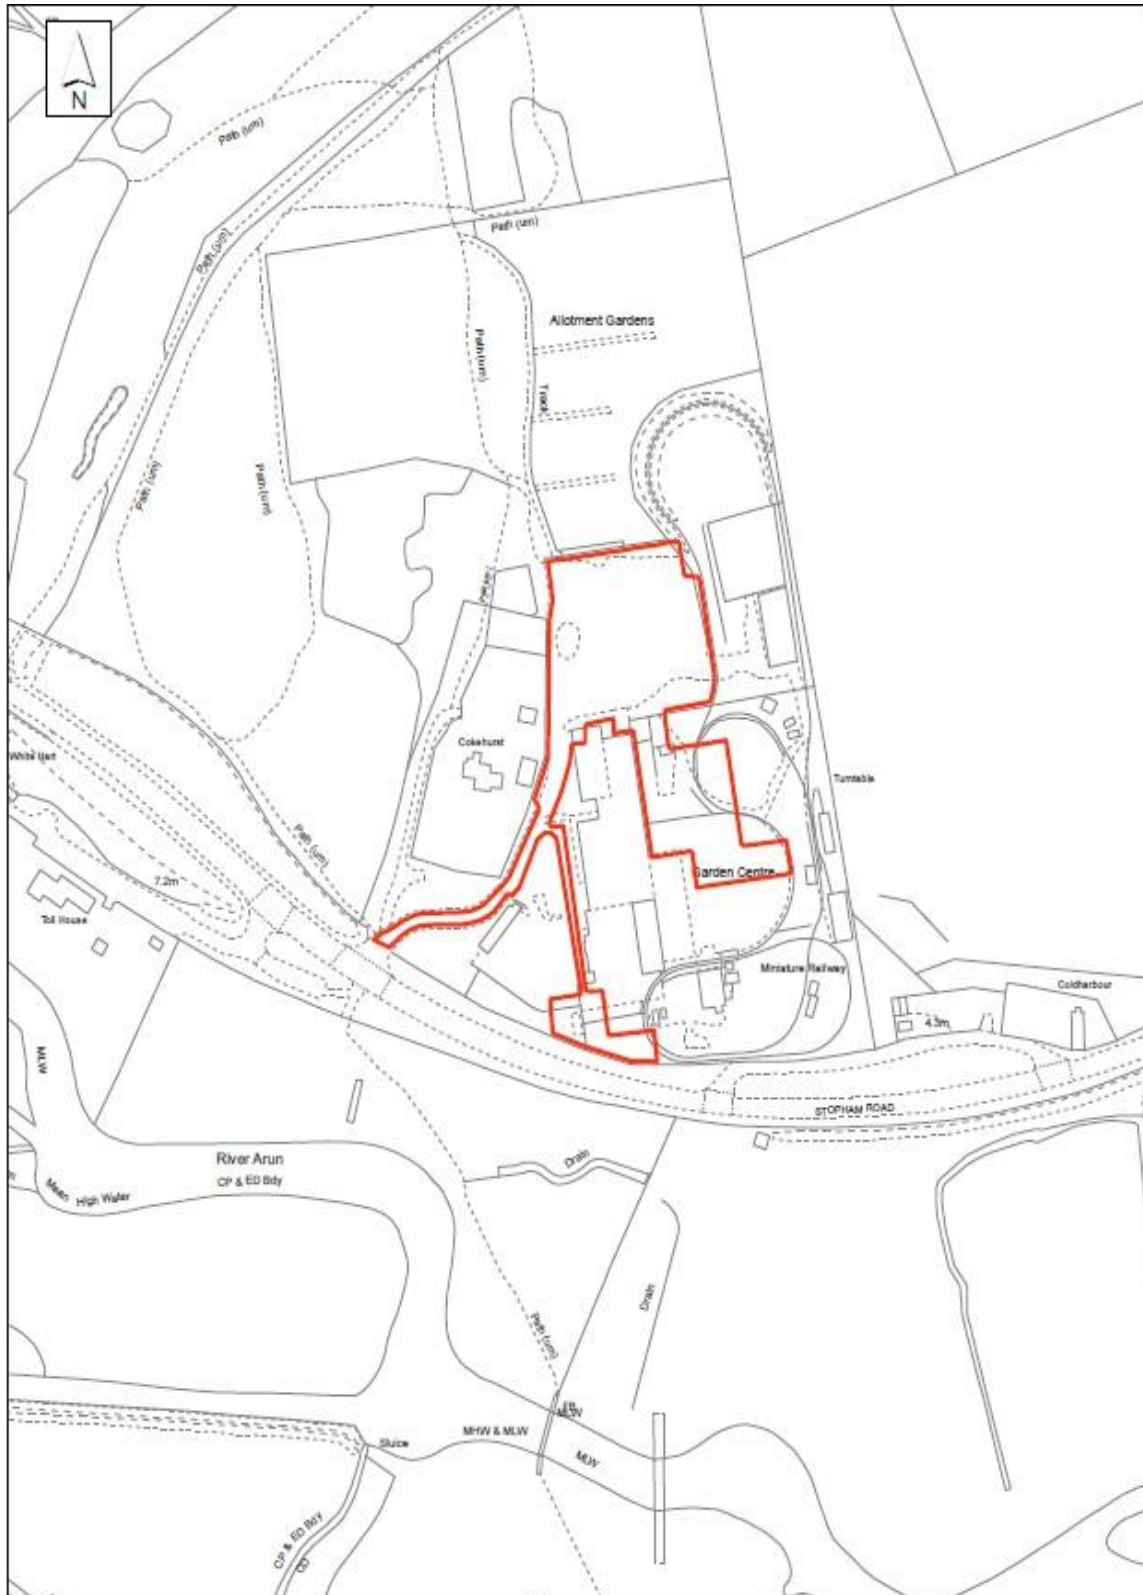 N
Path (um)
Path (um)
Path (um)
Allotment Gardens
Path (um)
Track
Path (um)
Path (um)
Cokehurst
White Hart
Turntable
Path (um)
Garden Centre
7.2m
Toll House
Miniature Railway
Coldharbour
4.3m
MLW
STOPHAM ROAD
River Arun
CP & ED Bdy
Drain
Mean High Water
Drain
Path (um)
FB
MLW
MHW & MLW
Sluice
MLW
CP & ED Bdy